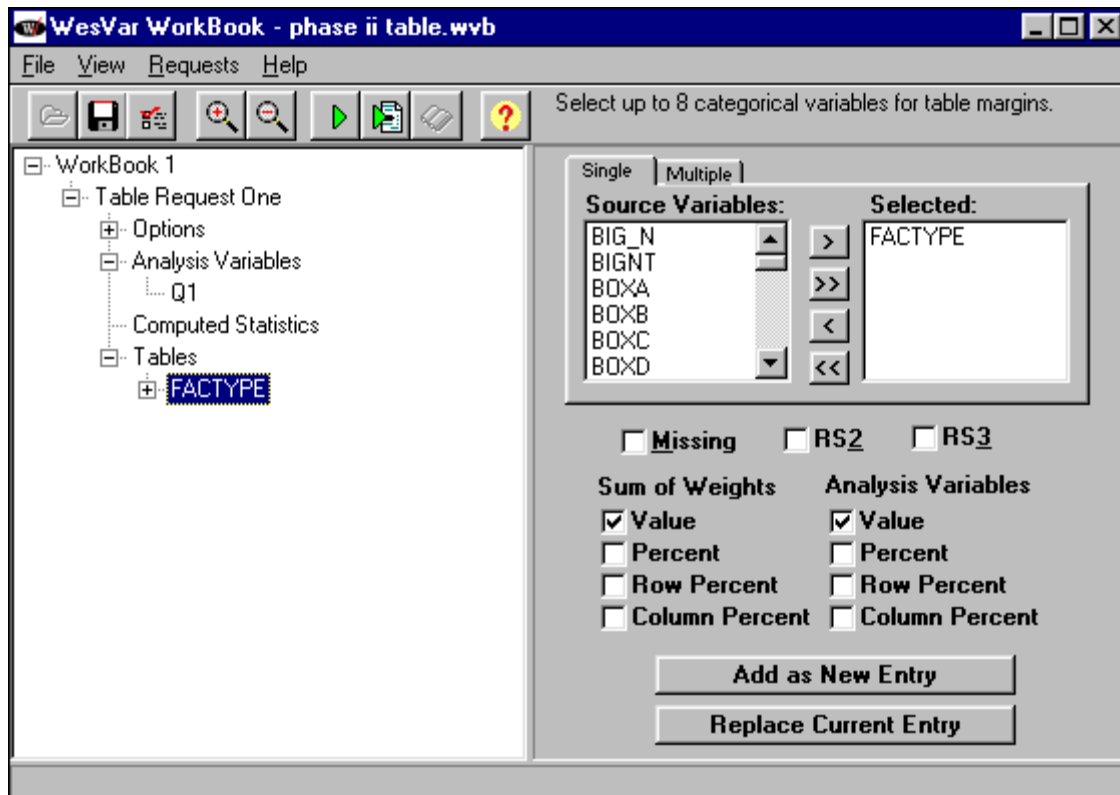 WesVar WorkBook - phase ii table.wvb
File View Requests Help
Select up to 8 categorical variables for table margins.
WorkBook 1
Table Request One
Options
Analysis Variables
Q1
Computed Statistics
Tables
FACTYPE
Single Multiple
Source Variables: Selected:
BIG_N
BIGNT
BOXA
BOXB
BOXC
BOXD
>
>>
<
<<
FACTYPE
Missing RS2 RS3
Sum of Weights Analysis Variables
Value Value
Percent Percent
Row Percent Row Percent
Column Percent Column Percent
Add as New Entry
Replace Current Entry